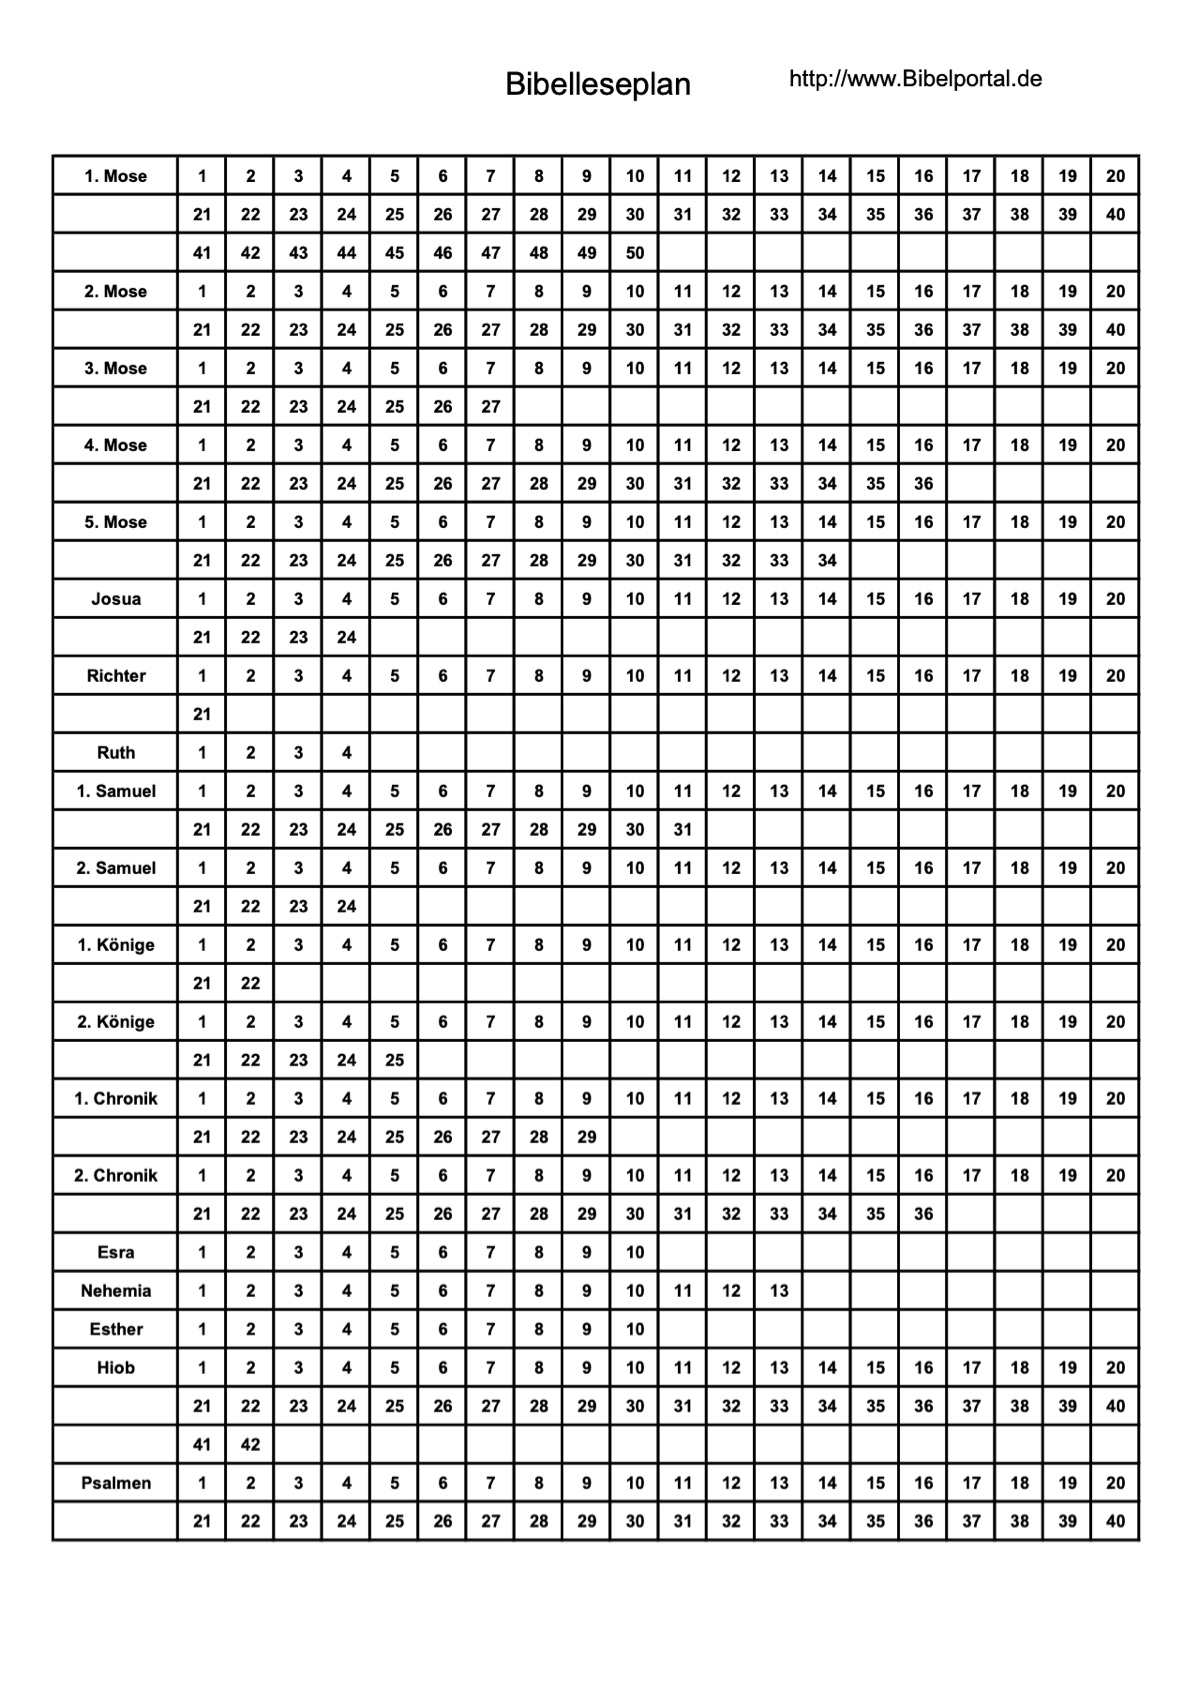 Bibelleseplan http://www.Bibelportal.de
1. Mose 1 2 3 4 5 6 7 8 9 10 11 12 13 14 15 16 17 18 19 20
21 22 23 24 25 26 27 28 29 30 31 32 33 34 35 36 37 38 39 40
41 42 43 44 45 46 47 48 49 50
2. Mose 1 2 3 4 5 6 7 8 9 10 11 12 13 14 15 16 17 18 19 20
21 22 23 24 25 26 27 28 29 30 31 32 33 34 35 36 37 38 39 40
3. Mose 1 2 3 4 5 6 7 8 9 10 11 12 13 14 15 16 17 18 19 20
21 22 23 24 25 26 27
4. Mose 1 2 3 4 5 6 7 8 9 10 11 12 13 14 15 16 17 18 19 20
21 22 23 24 25 26 27 28 29 30 31 32 33 34 35 36
5. Mose 1 2 3 4 5 6 7 8 9 10 11 12 13 14 15 16 17 18 19 20
21 22 23 24 25 26 27 28 29 30 31 32 33 34
Josua 1 2 3 4 5 6 7 8 9 10 11 12 13 14 15 16 17 18 19 20
21 22 23 24
Richter 1 2 3 4 5 6 7 8 9 10 11 12 13 14 15 16 17 18 19 20
21
Ruth 1 2 3 4
1. Samuel 1 2 3 4 5 6 7 8 9 10 11 12 13 14 15 16 17 18 19 20
21 22 23 24 25 26 27 28 29 30 31
2. Samuel 1 2 3 4 5 6 7 8 9 10 11 12 13 14 15 16 17 18 19 20
21 22 23 24
1. Könige 1 2 3 4 5 6 7 8 9 10 11 12 13 14 15 16 17 18 19 20
21 22
2. Könige 1 2 3 4 5 6 7 8 9 10 11 12 13 14 15 16 17 18 19 20
21 22 23 24 25
1. Chronik 1 2 3 4 5 6 7 8 9 10 11 12 13 14 15 16 17 18 19 20
21 22 23 24 25 26 27 28 29
2. Chronik 1 2 3 4 5 6 7 8 9 10 11 12 13 14 15 16 17 18 19 20
21 22 23 24 25 26 27 28 29 30 31 32 33 34 35 36
Esra 1 2 3 4 5 6 7 8 9 10
Nehemia 1 2 3 4 5 6 7 8 9 10 11 12 13
Esther 1 2 3 4 5 6 7 8 9 10
Hiob 1 2 3 4 5 6 7 8 9 10 11 12 13 14 15 16 17 18 19 20
21 22 23 24 25 26 27 28 29 30 31 32 33 34 35 36 37 38 39 40
41 42
Psalmen 1 2 3 4 5 6 7 8 9 10 11 12 13 14 15 16 17 18 19 20
21 22 23 24 25 26 27 28 29 30 31 32 33 34 35 36 37 38 39 40